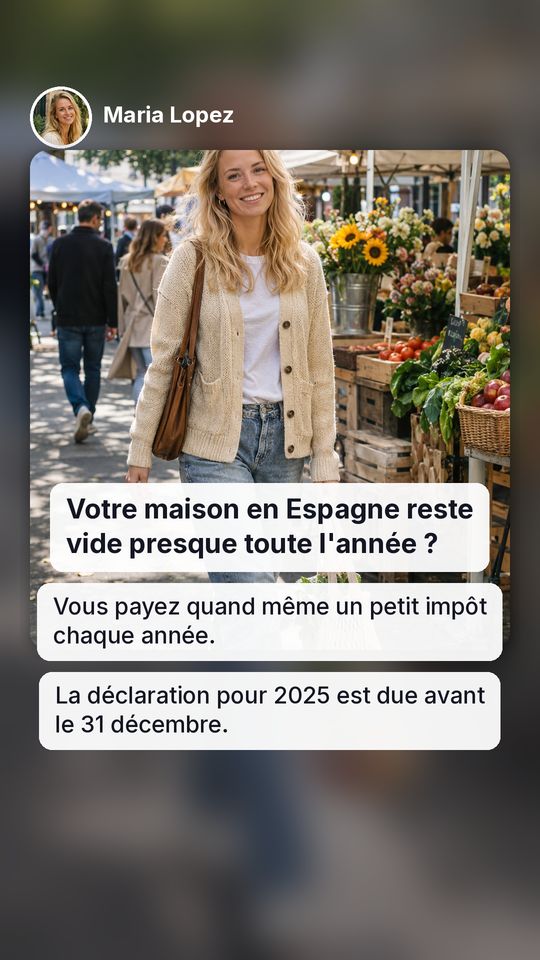 Maria Lopez
Votre maison en Espagne reste
vide presque toute l'année ?
Vous payez quand même un petit impôt
chaque année.
La déclaration pour 2025 est due avant
le 31 décembre.